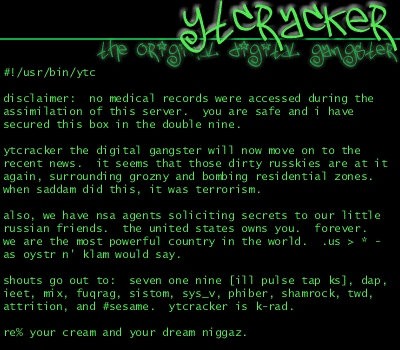 ytcracker
the original digital gangster
#!/usr/bin/ytc
disclaimer:  no medical records were accessed during the
assimilation of this server.  you are safe and i have
secured this box in the double nine.
ytcracker the digital gangster will now move on to the
recent news.  it seems that those dirty russkies are at it
again, surrounding grozny and bombing residential zones.
when saddam did this, it was terrorism.
also, we have nsa agents soliciting secrets to our little
russian friends.  the united states owns you.  forever.
we are the most powerful country in the world.  .us > * -
as oystr n' klam would say.
shouts go out to:  seven one nine [ill pulse tap ks], dap,
ieet, mix, fuqrag, sistom, sys_v, phiber, shamrock, twd,
attrition, and #sesame.  ytcracker is k-rad.
re% your cream and your dream niggaz.